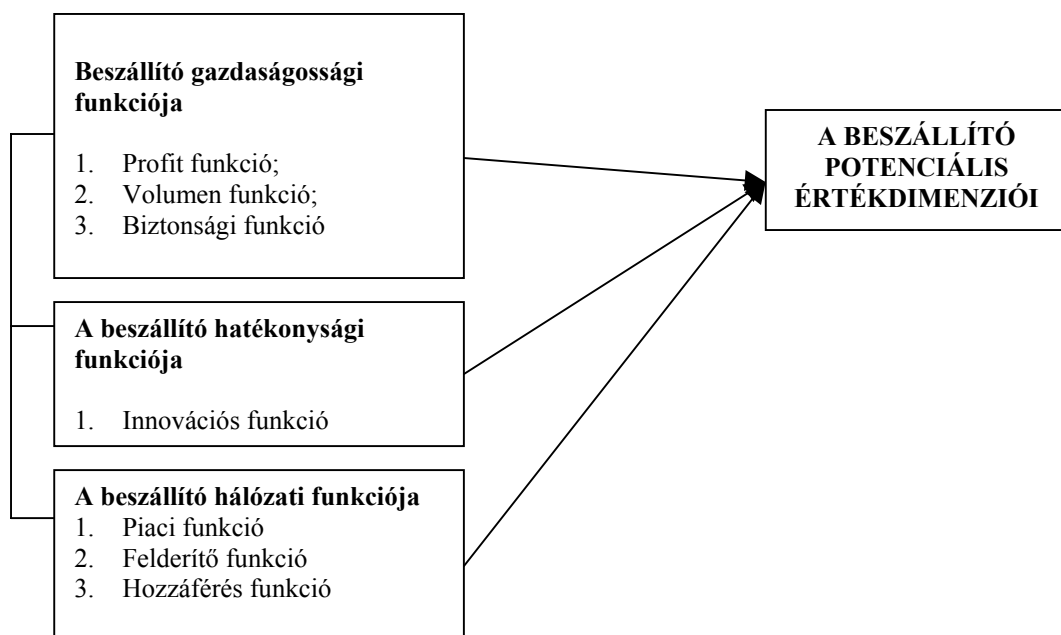 Beszállító gazdaságossági
funkciója
1. Profit funkció;
2. Volumen funkció;
3. Biztonsági funkció
A beszállító hatékonysági
funkciója
1. Innovációs funkció
A beszállító hálózati funkciója
1. Piaci funkció
2. Felderítő funkció
3. Hozzáférés funkció
A BESZÁLLÍTÓ
POTENCIÁLIS
ÉRTÉKDIMENZIÓI